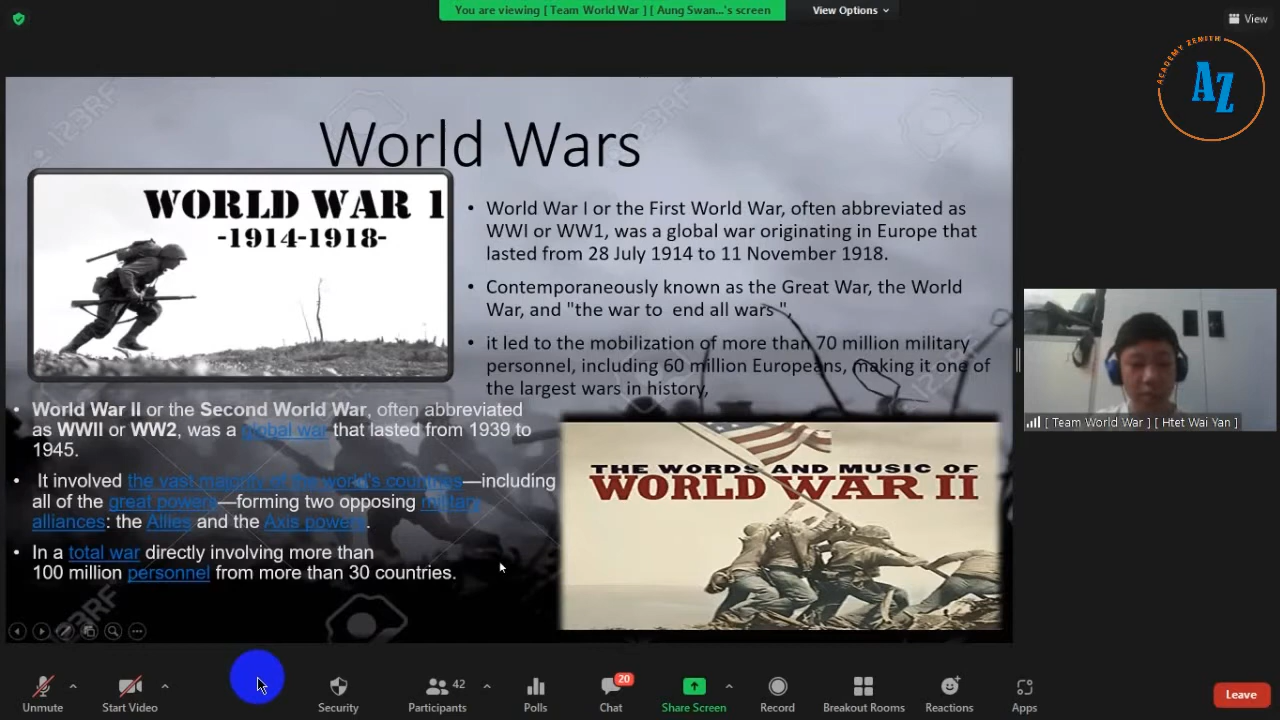 You are viewing [ Team World War ] [ Aung Swan...'s screen
View Options
View
ACADEMY ZENITH
AZ
World Wars
WORLD WAR 1
-1914-1918-
• World War I or the First World War, often abbreviated as
WWI or WW1, was a global war originating in Europe that
lasted from 28 July 1914 to 11 November 1918.
• Contemporaneously known as the Great War, the World
War, and "the war to end all wars ",
• it led to the mobilization of more than 70 million military
personnel, including 60 million Europeans, making it one of
the largest wars in history,
• World War II or the Second World War, often abbreviated
as WWII or WW2, was a global war that lasted from 1939 to
1945.
• It involved the vast majority of the world's countries—including
all of the great powers—forming two opposing military
alliances: the Allies and the Axis powers.
• In a total war directly involving more than
100 million personnel from more than 30 countries.
THE WORDS AND MUSIC OF
WORLD WAR II
123RF
123RF
123RF
123RF
[ Team World War ] [ Htet Wai Yan ]
Unmute
Start Video
Security
42
Participants
Polls
20
Chat
Share Screen
Record
Breakout Rooms
Reactions
Apps
Leave